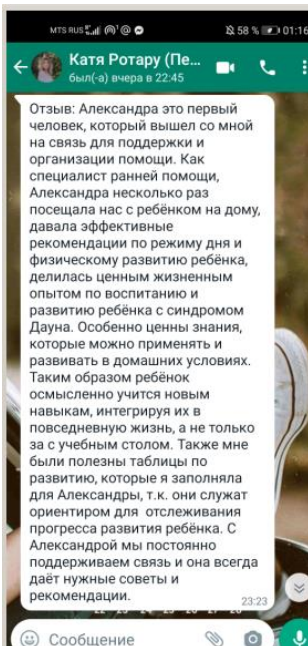 MTS RUS 58 % 01:16
Катя Ротару (Пе...
был(-а) вчера в 22:45
Отзыв: Александра это первый
человек, который вышел со мной
на связь для поддержки и
организации помощи. Как
специалист ранней помощи,
Александра несколько раз
посещала нас с ребёнком на дому,
давала эффективные
рекомендации по режиму дня и
физическому развитию ребёнка,
делилась ценным жизненным
опытом по воспитанию и
развитию ребёнка с синдромом
Дауна. Особенно ценны знания,
которые можно применять и
развивать в домашних условиях.
Таким образом ребёнок
осмысленно учится новым
навыкам, интегрируя их в
повседневную жизнь, а не только
за с учебным столом. Также мне
были полезны таблицы по
развитию, которые я заполняла
для Александры, т.к. они служат
ориентиром для отслеживания
прогресса развития ребёнка. С
Александрой мы постоянно
поддерживаем связь и она всегда
даёт нужные советы и
рекомендации.
23:23
Сообщение